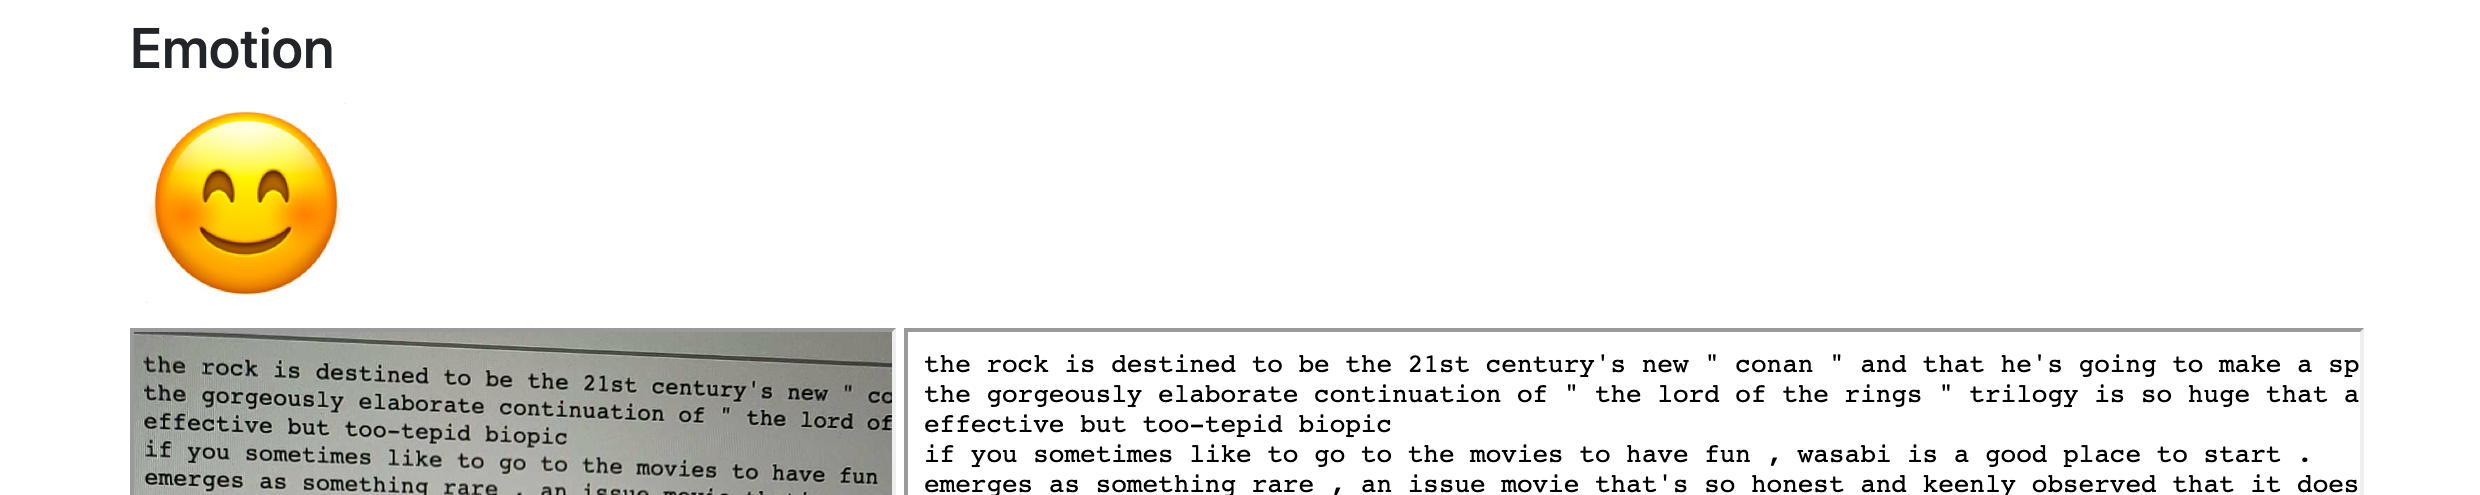 Emotion
the rock is destined to be the 21st century's new " co
the gorgeously elaborate continuation of " the lord of
effective but too-tepid biopic
if you sometimes like to go to the movies to have fun
emerges as something rare , an issue movie that's
the rock is destined to be the 21st century's new " conan " and that he's going to make a sp
the gorgeously elaborate continuation of " the lord of the rings " trilogy is so huge that a
effective but too-tepid biopic
if you sometimes like to go to the movies to have fun , wasabi is a good place to start .
emerges as something rare , an issue movie that's so honest and keenly observed that it does